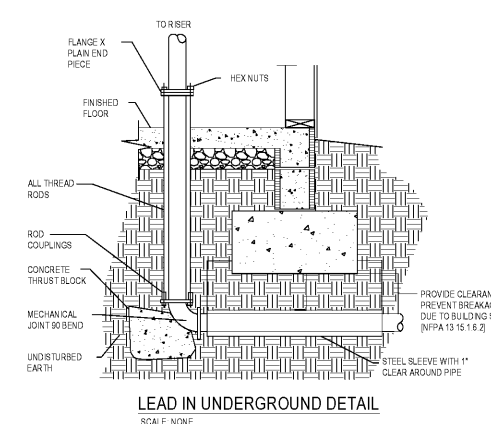 TO RISER
FLANGE X
PLAIN END
PIECE
HEX NUTS
FINISHED
FLOOR
ALL THREAD
RODS
ROD
COUPLINGS
CONCRETE
THRUST BLOCK
MECHANICAL
JOINT 90 BEND
UNDISTURBED
EARTH
PROVIDE CLEARAN
PREVENT BREAKA
DUE TO BUILDING S
[NFPA 13 15.1.6.2]
STEEL SLEEVE WITH 1"
CLEAR AROUND PIPE
LEAD IN UNDERGROUND DETAIL
SCALE: NONE